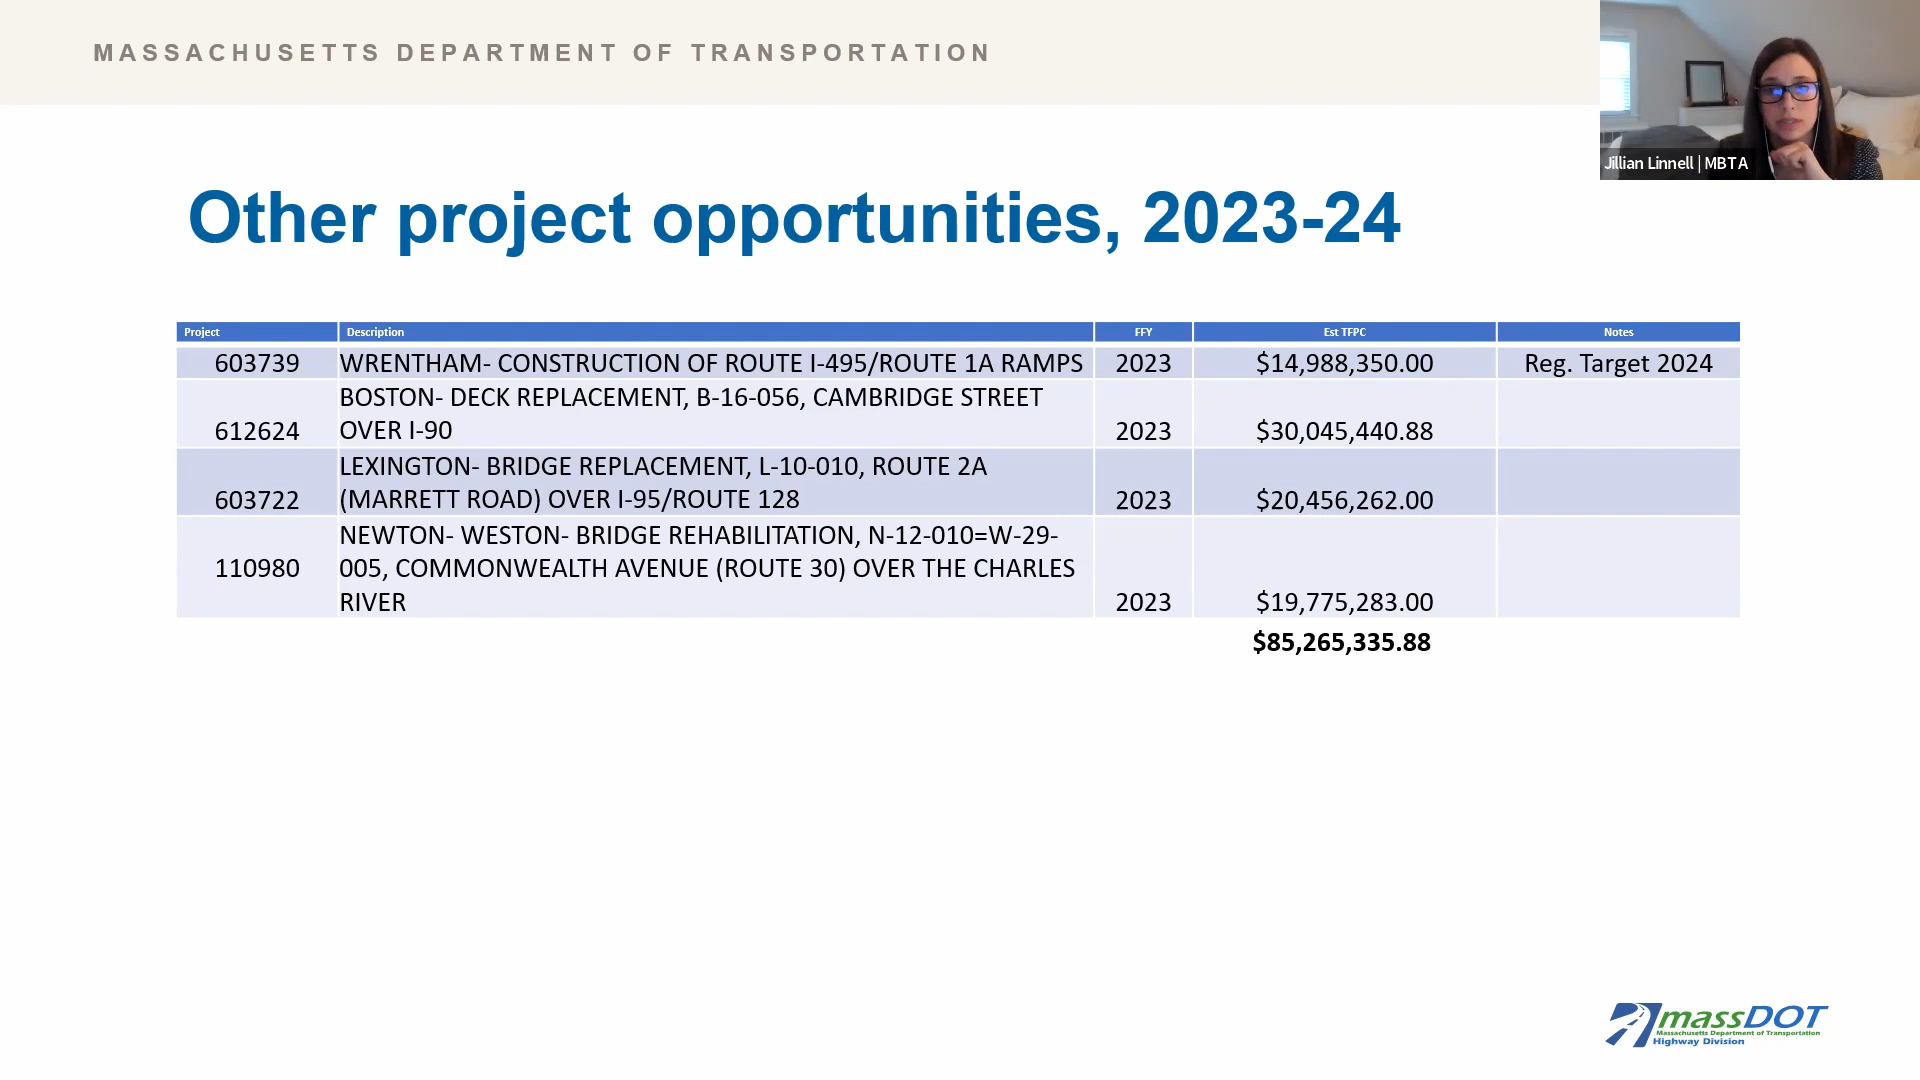 MASSACHUSETTS DEPARTMENT OF TRANSPORTATION
Jillian Linnell | MBTA
Other project opportunities, 2023-24
Project Description FFY Est TFPC Notes
603739 WRENTHAM- CONSTRUCTION OF ROUTE I-495/ROUTE 1A RAMPS 2023 $14,988,350.00 Reg. Target 2024
BOSTON- DECK REPLACEMENT, B-16-056, CAMBRIDGE STREET
612624 OVER I-90 2023 $30,045,440.88
LEXINGTON- BRIDGE REPLACEMENT, L-10-010, ROUTE 2A
603722 (MARRETT ROAD) OVER I-95/ROUTE 128 2023 $20,456,262.00
NEWTON- WESTON- BRIDGE REHABILITATION, N-12-010=W-29-
110980 005, COMMONWEALTH AVENUE (ROUTE 30) OVER THE CHARLES
RIVER 2023 $19,775,283.00
$85,265,335.88
massDOT
Massachusetts Department of Transportation
Highway Division